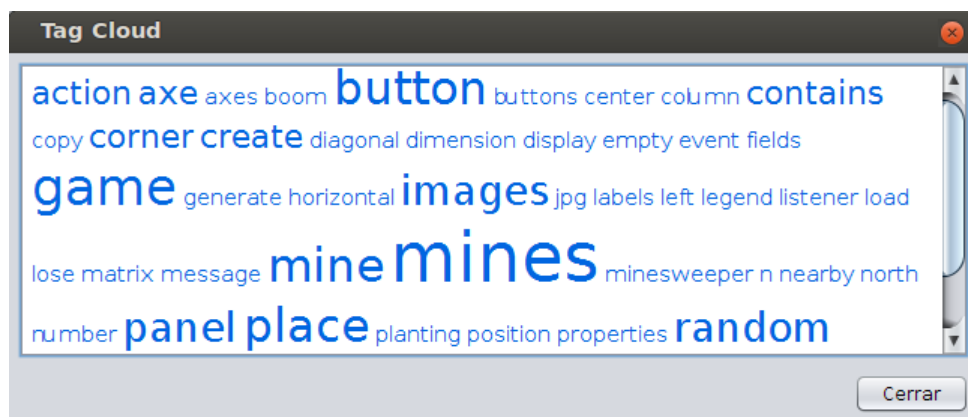 Tag Cloud
action axe axes boom button buttons center column contains
copy corner create diagonal dimension display empty event fields
game generate horizontal images jpg labels left legend listener load
lose matrix message mine mines minesweeper n nearby north
number panel place planting position properties random
Cerrar